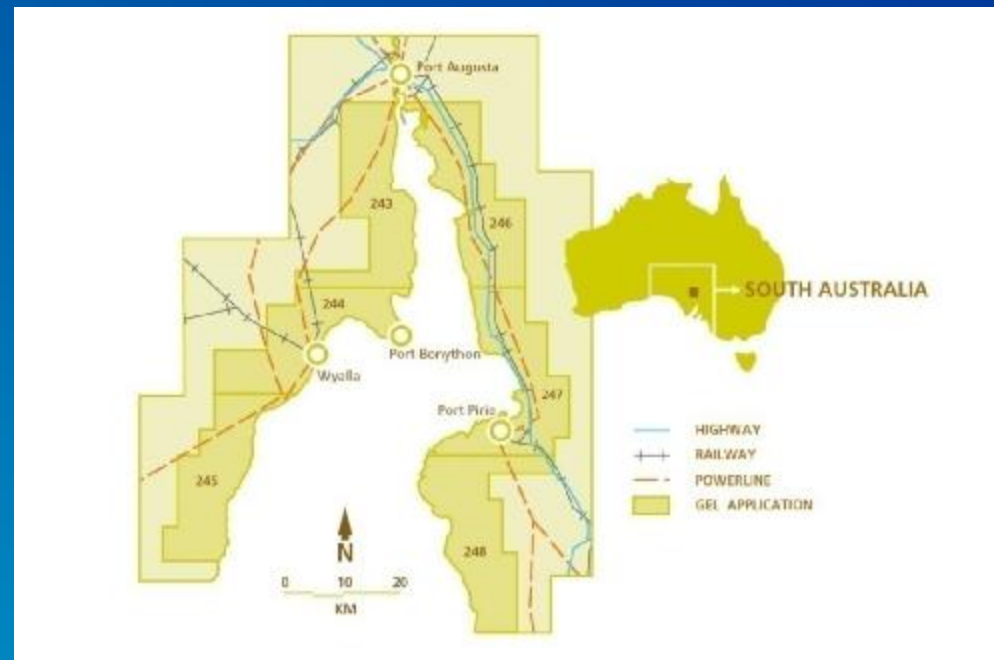 Port Augusta
243
246
SOUTH AUSTRALIA
244
Port Bonython
Wyalla
247
Port Pirie
HIGHWAY
RAILWAY
POWERLINE
GEL APPLICATION
245
248
N
0 10 20
KM